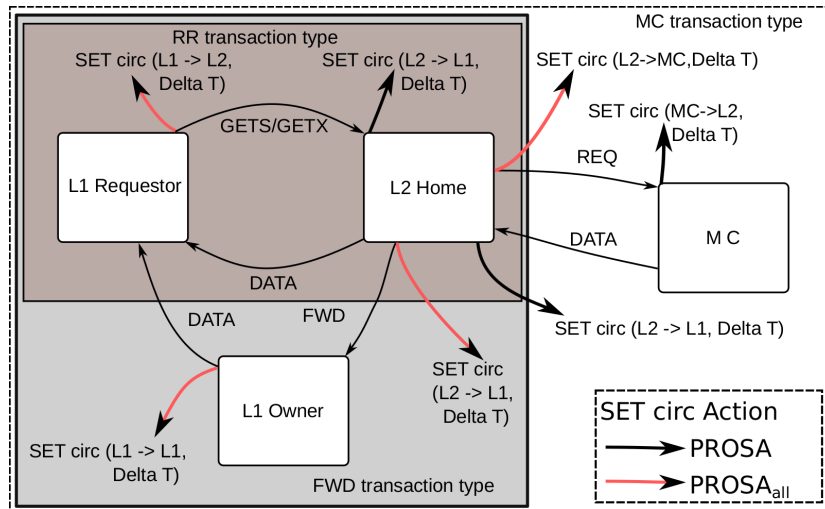 MC transaction type
RR transaction type
SET circ (L1 -> L2,
Delta T)
SET circ (L2 -> L1,
Delta T)
SET circ (L2->MC,Delta T)
SET circ (MC->L2,
Delta T)
GETS/GETX
REQ
L1 Requestor
L2 Home
M C
DATA
DATA
DATA
FWD
SET circ (L2 -> L1, Delta T)
L1 Owner
SET circ
(L2 -> L1,
Delta T)
SET circ (L1 -> L1,
Delta T)
FWD transaction type
SET circ Action
PROSA
PROSAall